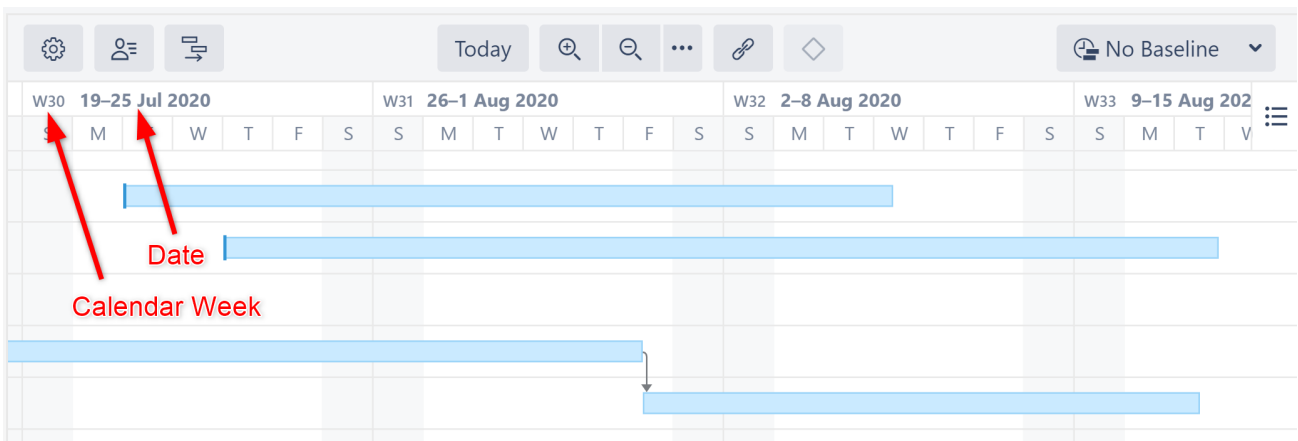 Today No Baseline
W30 19–25 Jul 2020 W31 26–1 Aug 2020 W32 2–8 Aug 2020 W33 9–15 Aug 202
S M W T F S S M T W T F S S M T W T F S S M T W
Date
Calendar Week